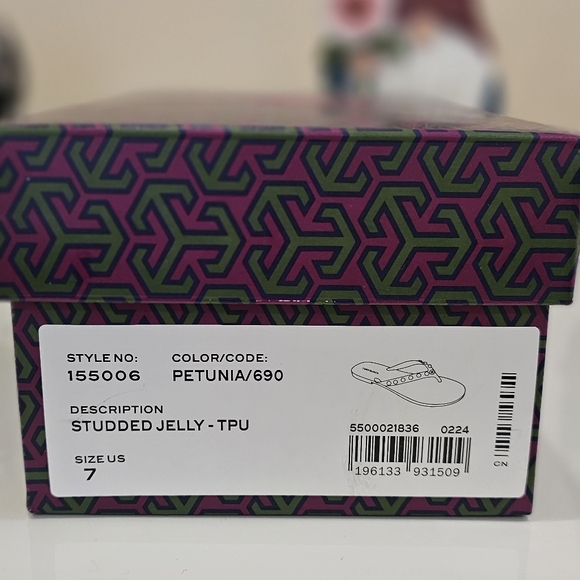 STYLE NO: COLOR/CODE:
155006 PETUNIA/690
DESCRIPTION
STUDDED JELLY - TPU
SIZE US
7
5500021836 0224
196133 931509
CN